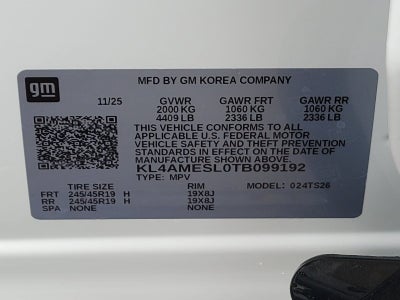 gm
MFD BY GM KOREA COMPANY
11/25 GVWR GAWR FRT GAWR RR
2000 KG 1060 KG 1060 KG
4409 LB 2336 LB 2336 LB
THIS VEHICLE CONFORMS TO ALL
APPLICABLE U.S. FEDERAL MOTOR
VEHICLE SAFETY, BUMPER, AND THEFT
PREVENTION STANDARDS IN
EFFECT ON THE DATE OF
MANUFACTURE SHOWN ABOVE.
KL4AMESL0TB099192
TYPE: MPV
TIRE SIZE RIM MODEL: 024TS26
FRT 245/45R19 H 19X8J
RR 245/45R19 H 19X8J
SPA NONE NONE